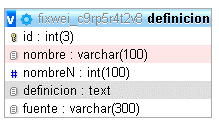 v fixwei_c9rp5r4t2v8 definicion
id : int(3)
nombre : varchar(100)
# nombreN : int(100)
definicion : text
fuente : varchar(300)